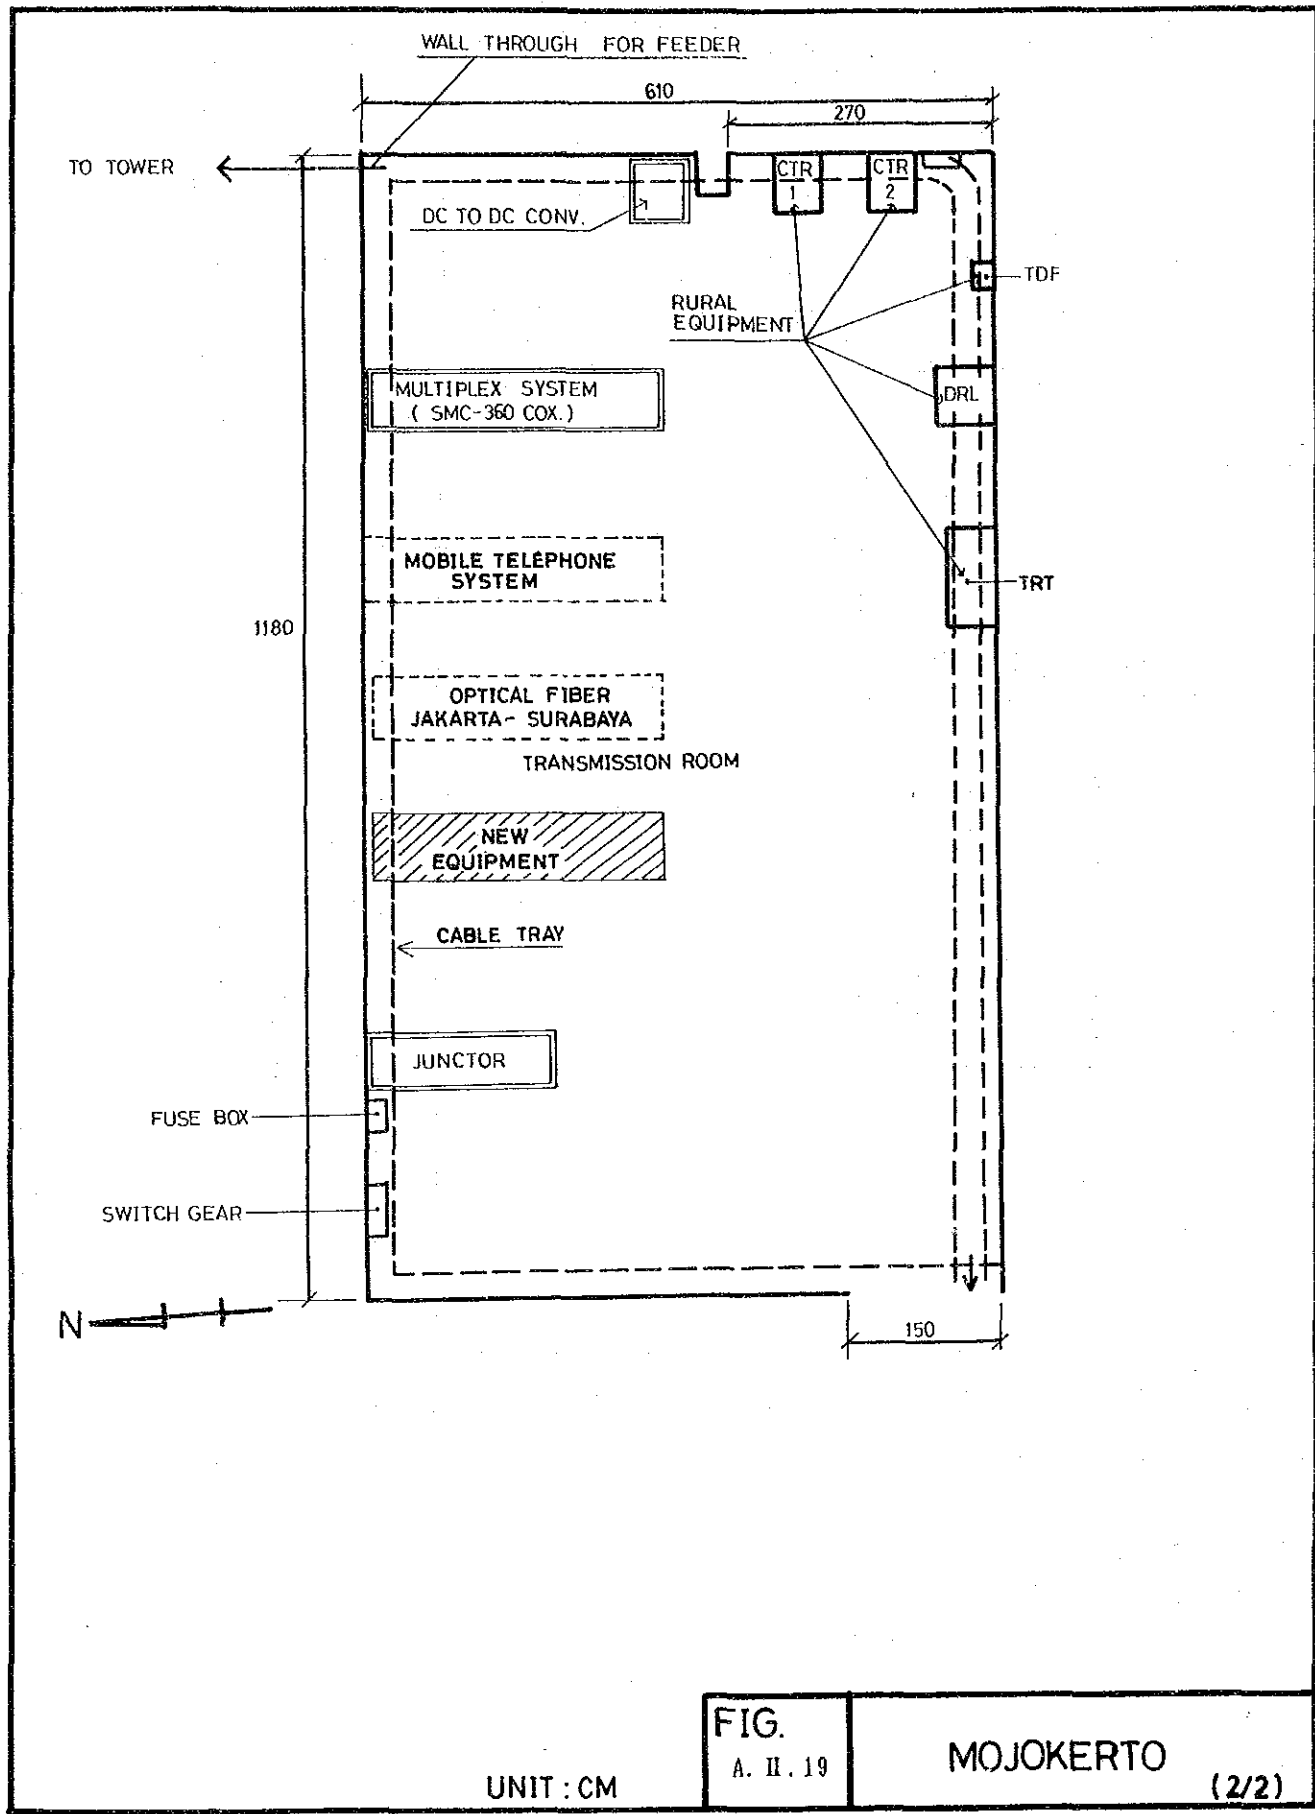 WALL THROUGH FOR FEEDER
610
270
TO TOWER
CTR
1
CTR
2
DC TO DC CONV.
TDF
RURAL
EQUIPMENT
MULTIPLEX SYSTEM
( SMC-360 COX.)
DRL
MOBILE TELEPHONE
SYSTEM
TRT
1180
OPTICAL FIBER
JAKARTA- SURABAYA
TRANSMISSION ROOM
NEW
EQUIPMENT
CABLE TRAY
JUNCTOR
FUSE BOX
SWITCH GEAR
N
150
UNIT : CM
FIG.
A. II. 19
MOJOKERTO
(2/2)